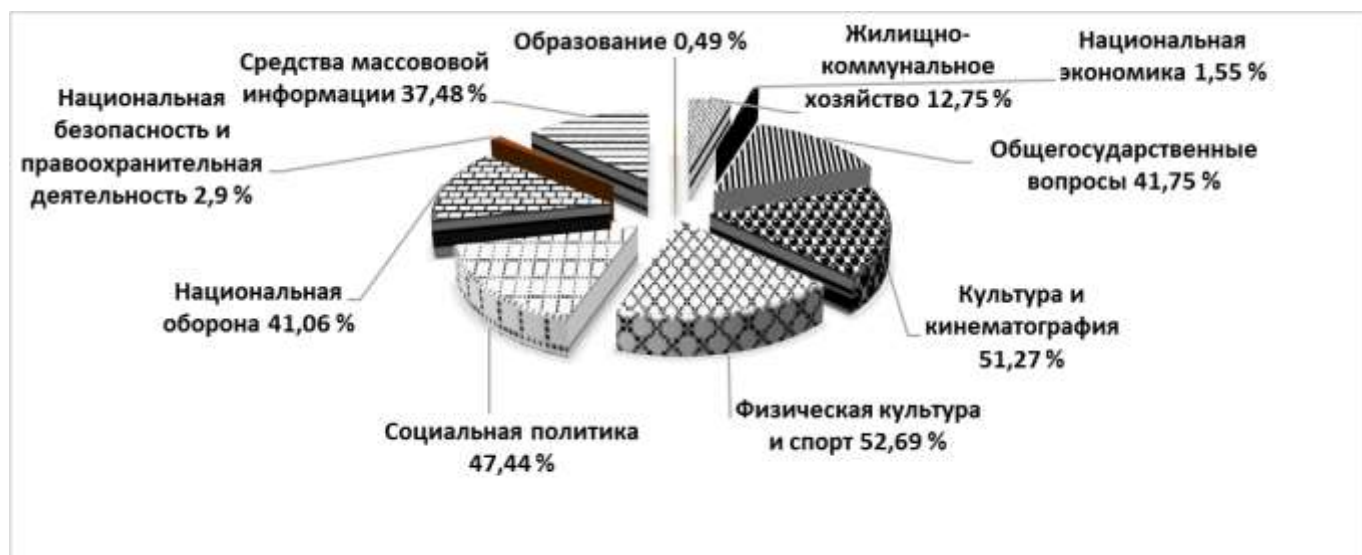 Образование 0,49 %
Жилищно-
коммунальное
хозяйство 12,75 %
Национальная
экономика 1,55 %
Средства массововой
информации 37,48 %
Национальная
безопасность и
правоохранительная
деятельность 2,9 %
Общегосударственные
вопросы 41,75 %
Национальная
оборона 41,06 %
Культура и
кинематография
51,27 %
Социальная политика
47,44 %
Физическая культура
и спорт 52,69 %